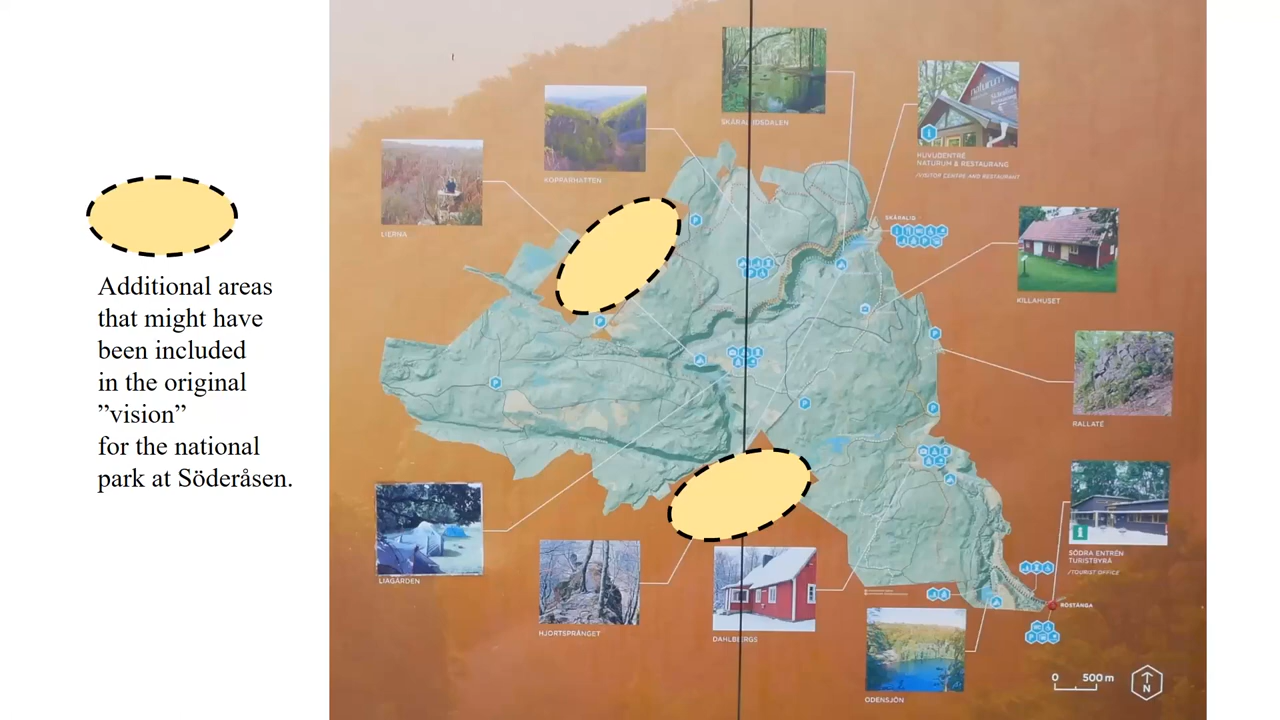 Additional areas
that might have
been included
in the original
”vision”
for the national
park at Söderåsen.
SKÄRALIDSDALEN
KOPPARHATTEN
LIERNA
HUVUDENTRÉ
NATURUM & RESTAURANG
/VISITOR CENTRE AND RESTAURANT
naturum
SKÄRALID
KILLAHUSET
RALLATE
LIAGÅRDEN
HJORTSPRÅNGET
DAHLBERGS
ODENSJÖN
SÖDRA ENTRÉN
TURISTBYRÅ
/TOURIST OFFICE
RÖSTÅNGA
0 500 m
N